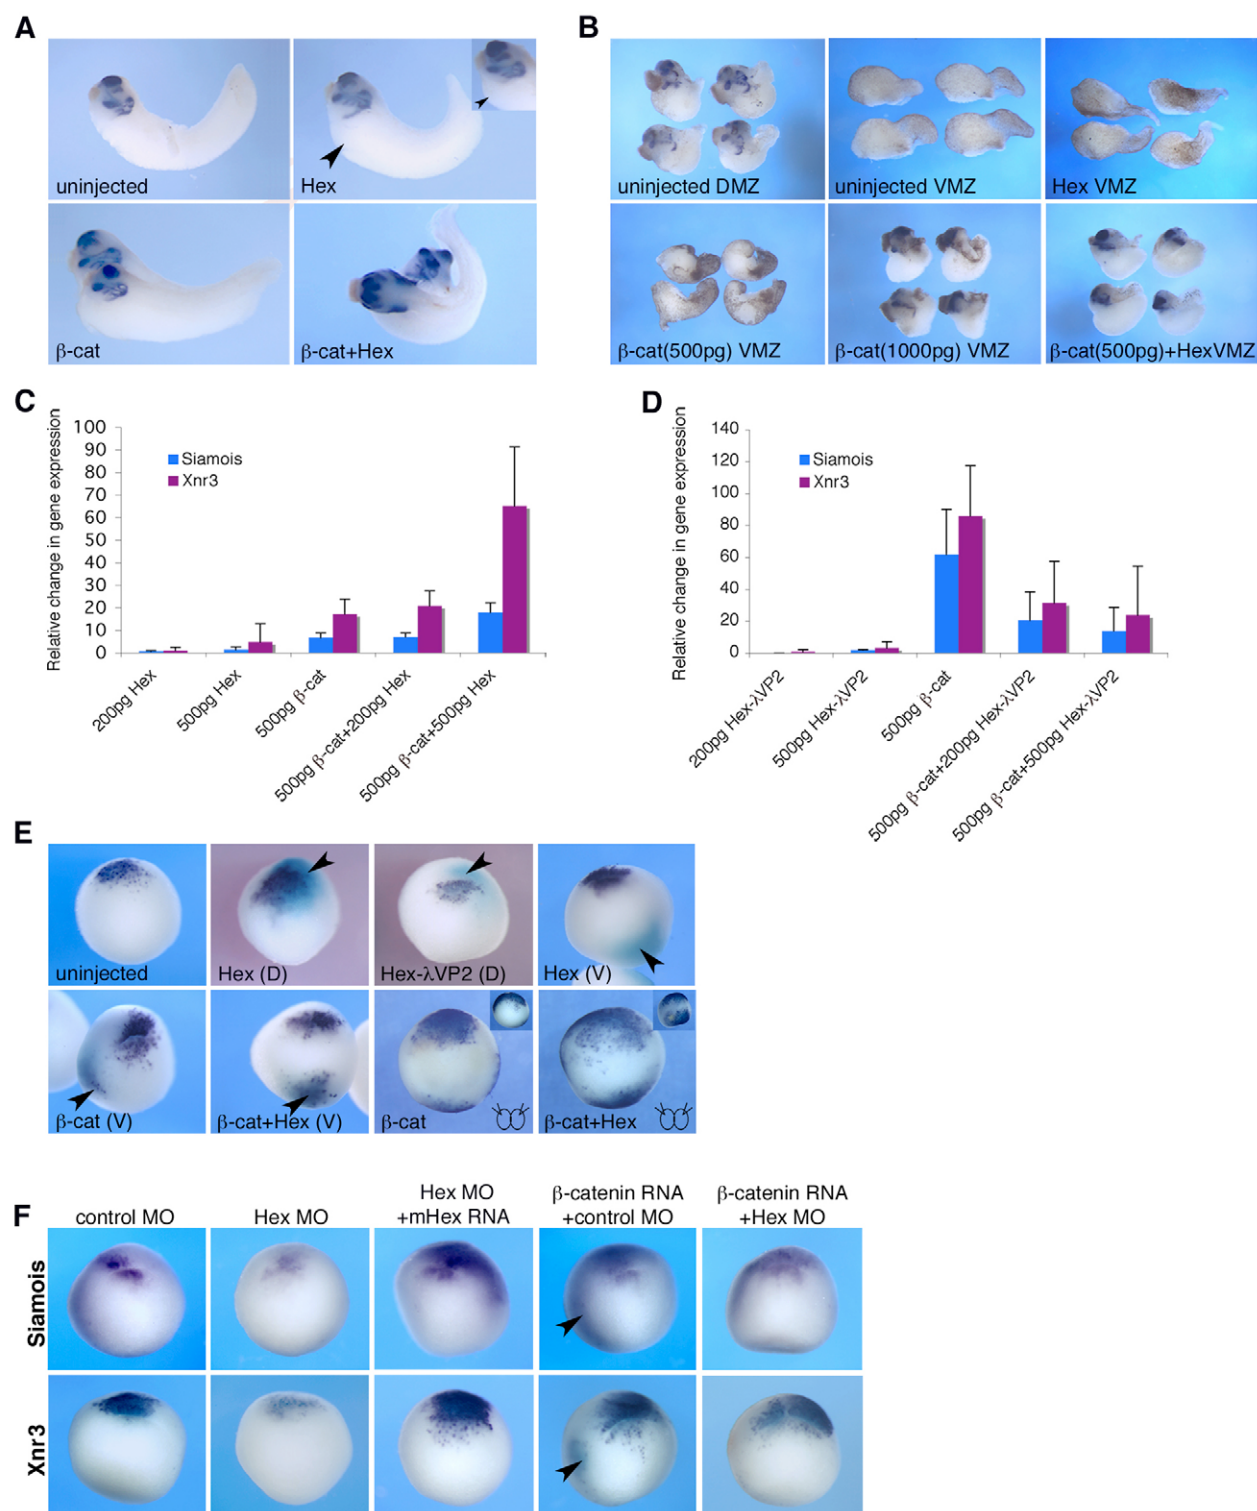 A
B
uninjected
Hex
β-cat
β-cat+Hex
uninjected DMZ
uninjected VMZ
Hex VMZ
β-cat(500pg) VMZ
β-cat(1000pg) VMZ
β-cat(500pg)+HexVMZ
C
Relative change in gene expression
100
90
80
70
60
50
40
30
20
10
0
Siamois
Xnr3
200pg Hex
500pg Hex
500pg β-cat
500pg β-cat+200pg Hex
500pg β-cat+500pg Hex
D
Relative change in gene expression
140
120
100
80
60
40
20
0
Siamois
Xnr3
200pg Hex-λVP2
500pg Hex-λVP2
500pg β-cat
500pg β-cat+200pg Hex-λVP2
500pg β-cat+500pg Hex-λVP2
E
uninjected
Hex (D)
Hex-λVP2 (D)
Hex (V)
β-cat (V)
β-cat+Hex (V)
β-cat
β-cat+Hex
F
control MO
Hex MO
Hex MO
+mHex RNA
β-catenin RNA
+control MO
β-catenin RNA
+Hex MO
Siamois
Xnr3